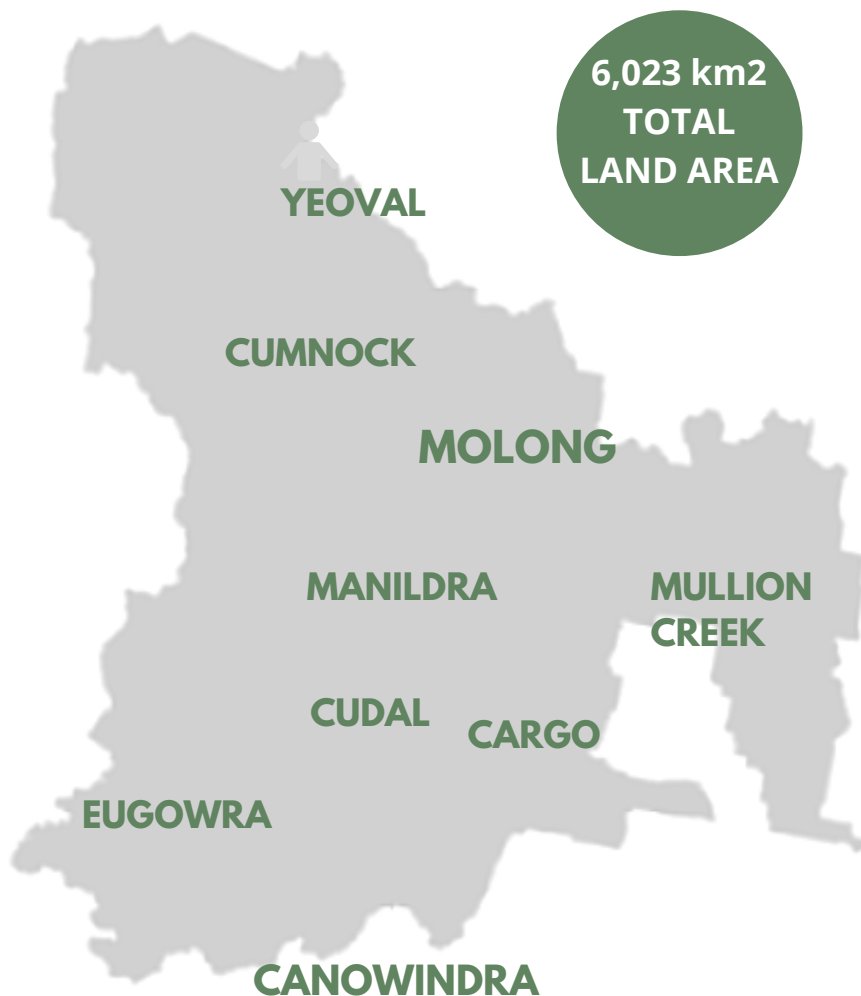 6,023 km2
TOTAL
LAND AREA
YEOVAL
CUMNOCK
MOLONG
MANILDRA
MULLION
CREEK
CUDAL
CARGO
EUGOWRA
CANOWINDRA